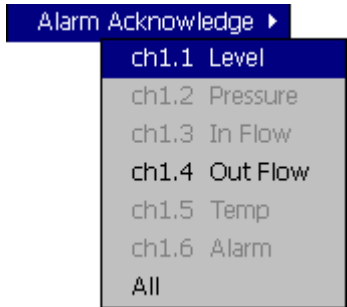 Alarm Acknowledge ▶
ch1.1 Level
ch1.2 Pressure
ch1.3 In Flow
ch1.4 Out Flow
ch1.5 Temp
ch1.6 Alarm
All